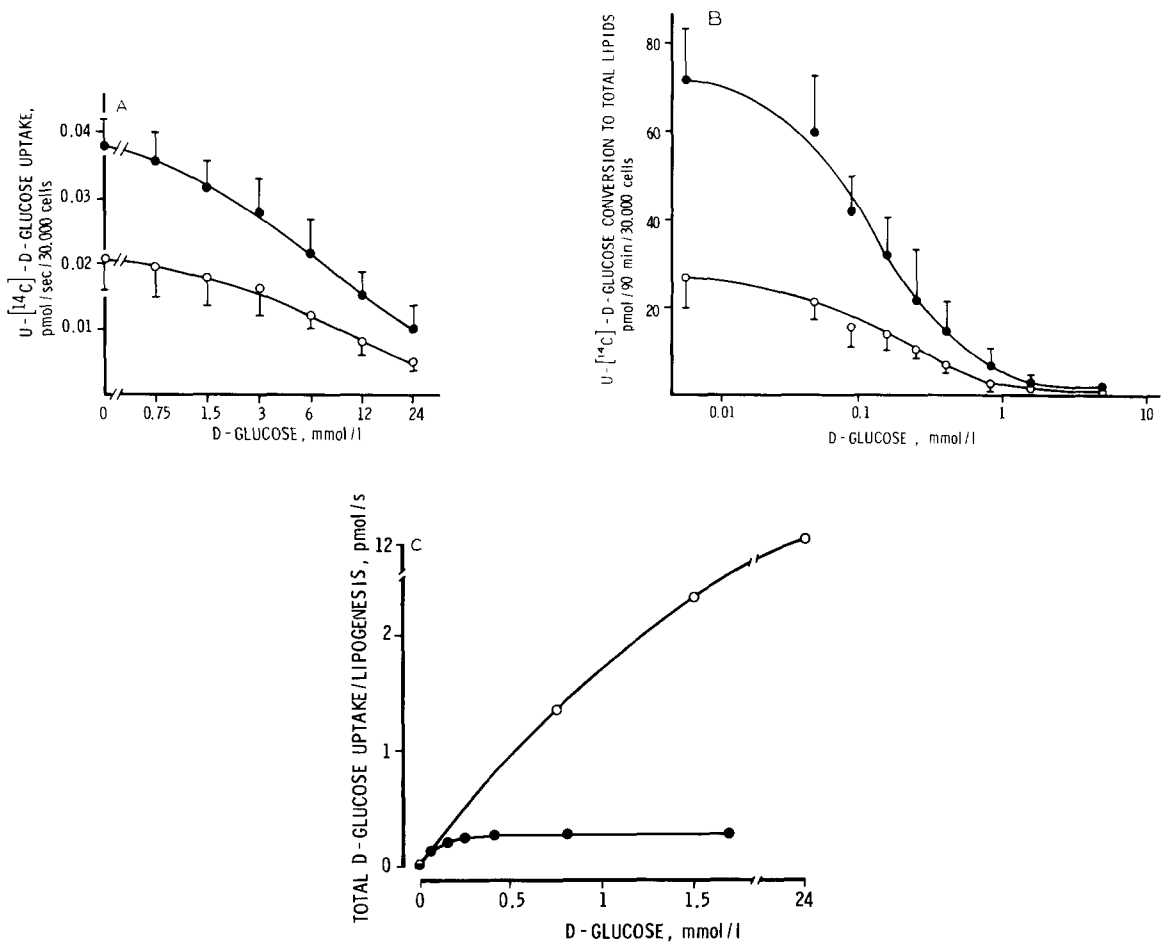 A
U-[14C]-D-GLUCOSE UPTAKE,
pmol/sec/30.000 cells
0.04
0.03
0.02
0.01
0 0.75 1.5 3 6 12 24
D-GLUCOSE, mmol/l
B
U-[14C]-D-GLUCOSE CONVERSION TO TOTAL LIPIDS
pmol/90 min/30.000 cells
80
60
40
20
0.01 0.1 1 10
D-GLUCOSE, mmol/l
C
TOTAL D-GLUCOSE UPTAKE/LIPOGENESIS, pmol/s
12
2
1
0
0 0,5 1 1,5 24
D-GLUCOSE, mmol/l